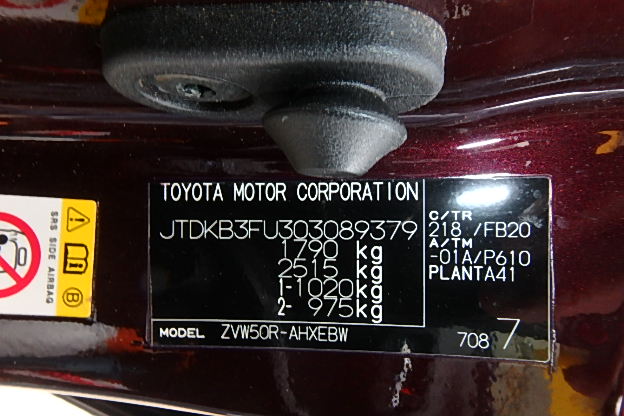 TOYOTA MOTOR CORPORATION
JTDKB3FU303089379
1790 kg
2515 kg
1-1020kg
2- 975kg
MODEL ZVW50R-AHXEBW
C/TR
218 /FB20
A/TM
-01A/P610
PLANTA41
708 7
SRS SIDE AIRBAG
B